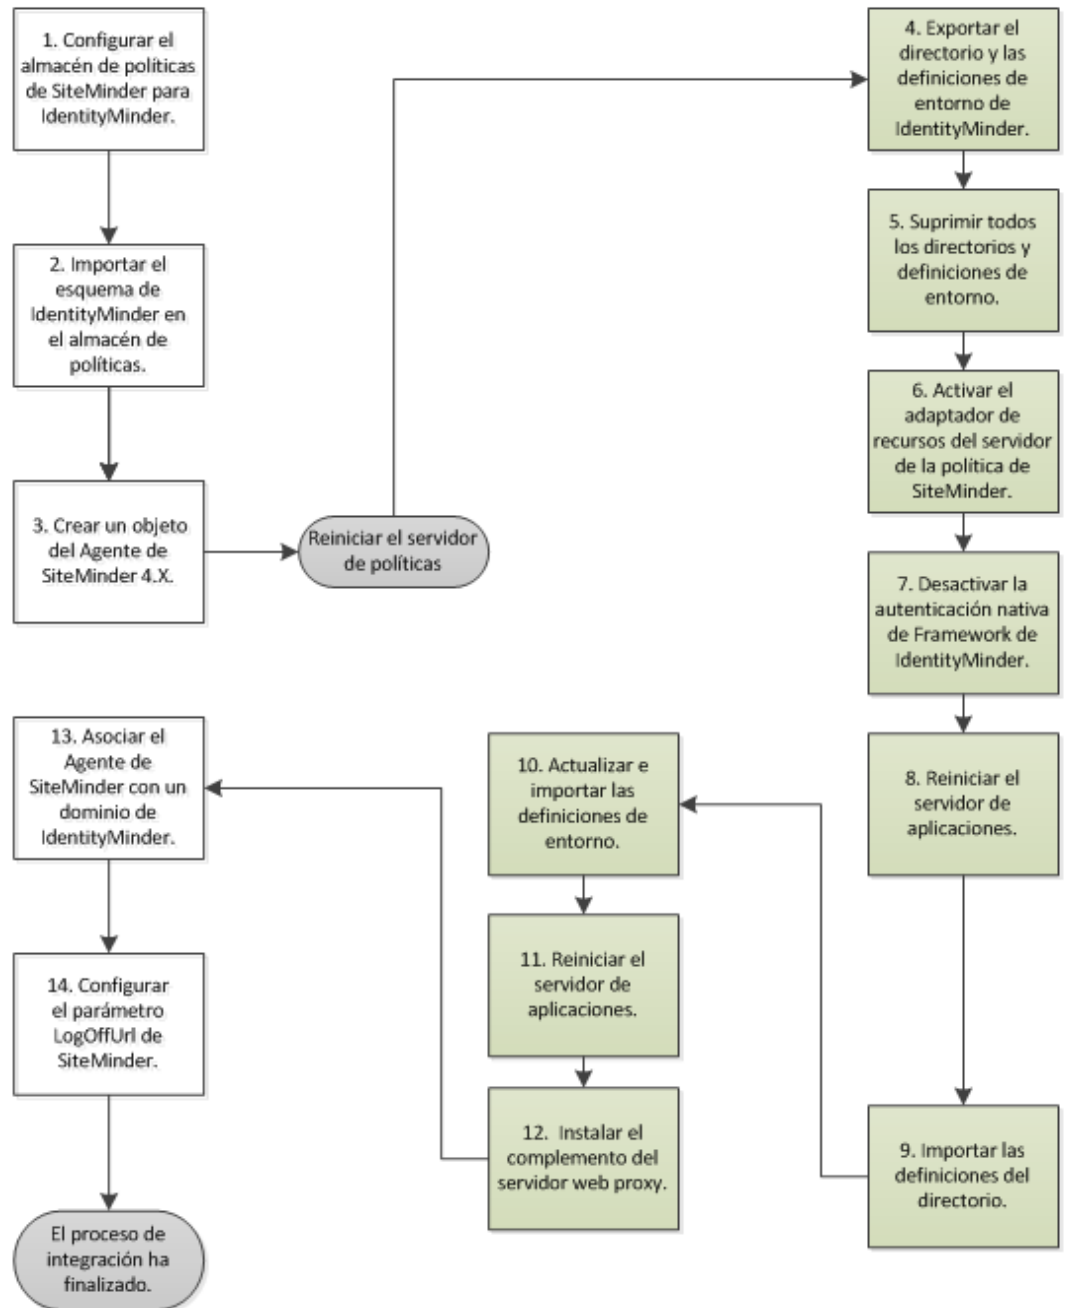 1. Configurar el
almacén de políticas
de SiteMinder para
IdentityMinder.
2. Importar el
esquema de
IdentityMinder en
el almacén de
políticas.
3. Crear un objeto
del Agente de
SiteMinder 4.X.
Reiniciar el servidor
de políticas
4. Exportar el
directorio y las
definiciones de
entorno de
IdentityMinder.
5. Suprimir todos
los directorios y
definiciones de
entorno.
6. Activar el
adaptador de
recursos del servidor
de la política de
SiteMinder.
7. Desactivar la
autenticación nativa
de Framework de
IdentityMinder.
8. Reiniciar el
servidor de
aplicaciones.
9. Importar las
definiciones del
directorio.
10. Actualizar e
importar las
definiciones de
entorno.
11. Reiniciar el
servidor de
aplicaciones.
12. Instalar el
complemento del
servidor web proxy.
13. Asociar el
Agente de
SiteMinder con un
dominio de
IdentityMinder.
14. Configurar
el parámetro
LogOffUrl de
SiteMinder.
El proceso de
integración ha
finalizado.